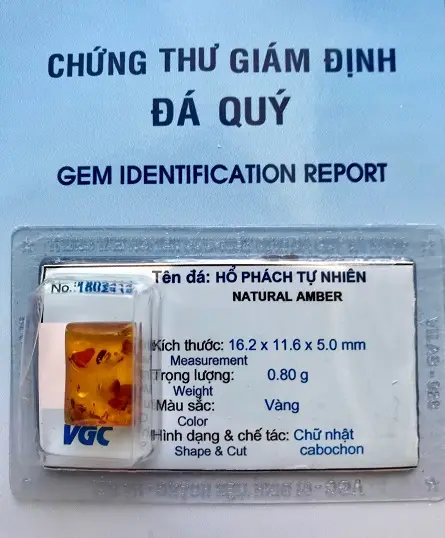 CHỨNG THƯ GIÁM ĐỊNH
ĐÁ QUÝ
GEM IDENTIFICATION REPORT
No.:
Tên đá: HỔ PHÁCH TỰ NHIÊN
NATURAL AMBER
Kích thước: 16.2 x 11.6 x 5.0 mm
Measurement
Trọng lượng: 0.80 g
Weight
Màu sắc: Vàng
Color
Hình dạng & chế tác: Chữ nhật
Shape & Cut cabochon
VGC